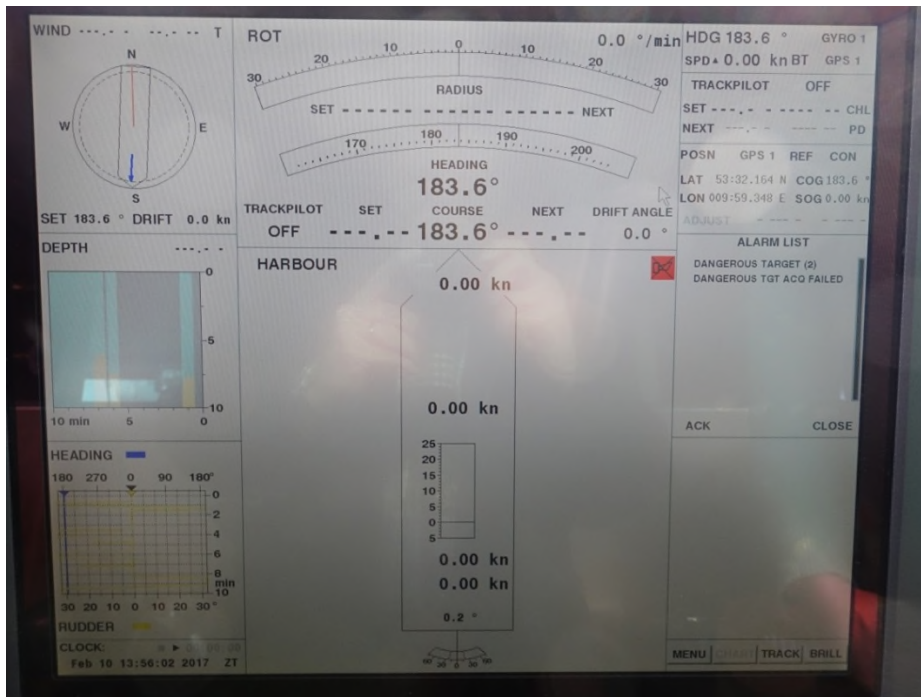 WIND ---.- -  --.- --  T
N
W
E
S
SET 183.6 ° DRIFT 0.0 kn
ROT
0.0 °/min
30 20 10 0 10 20 30
RADIUS
SET -- -- -- -- -- -- -- NEXT
170 180 190 200
HEADING
183.6°
TRACKPILOT SET COURSE NEXT DRIFT ANGLE
OFF ---.-- 183.6° ---.-- 0.0 °
HDG 183.6 ° GYRO 1
SPD 0.00 kn BT GPS 1
TRACKPILOT OFF
SET ---.- ---- -- CHL
NEXT ---.- ---- -- PD
POSN GPS 1 REF CON
LAT 53:32.164 N COG 183.6 °
LON 009:59.348 E SOG 0.00 kn
ADJUST
DEPTH ---.- -
0
5
10
10 min 5 0
HARBOUR
0.00 kn
0.00 kn
25
20
15
10
5
0
5
0.00 kn
0.00 kn
0.2 °
ALARM LIST
DANGEROUS TARGET (2)
DANGEROUS TGT ACQ FAILED
ACK CLOSE
HEADING
180 270 0 90 180°
0
2
4
6
8
min
10
30 20 10 0 10 20 30°
RUDDER
CLOCK:
Feb 10 13:56:02 2017 ZT
MENU CHART TRACK BRILL